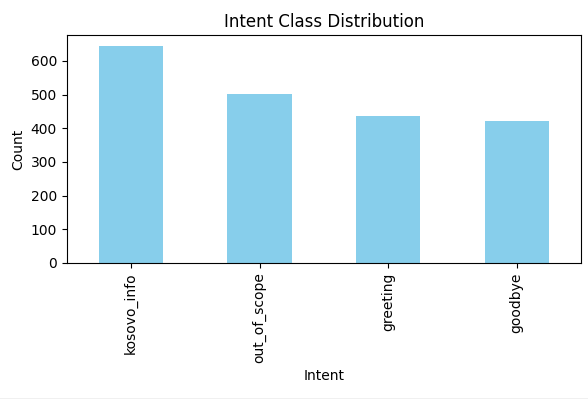 Intent Class Distribution
600
500
400
300
200
100
0
Count
kosovo_info
out_of_scope
greeting
goodbye
Intent